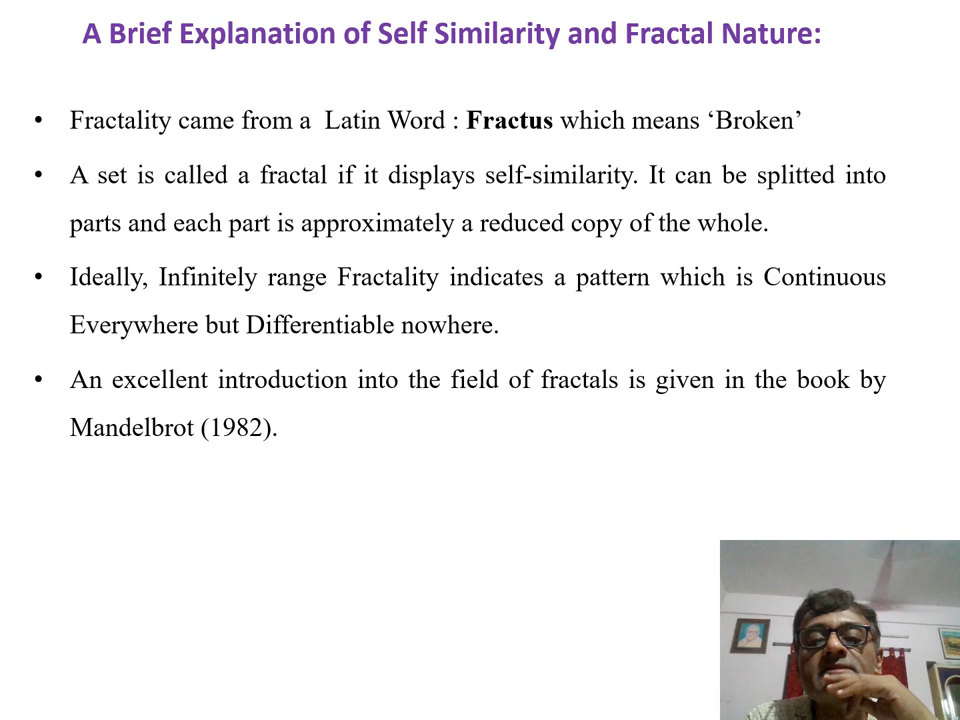 A Brief Explanation of Self Similarity and Fractal Nature:
• Fractality came from a Latin Word : Fractus which means ‘Broken’
• A set is called a fractal if it displays self-similarity. It can be splitted into
parts and each part is approximately a reduced copy of the whole.
• Ideally, Infinitely range Fractality indicates a pattern which is Continuous
Everywhere but Differentiable nowhere.
• An excellent introduction into the field of fractals is given in the book by
Mandelbrot (1982).